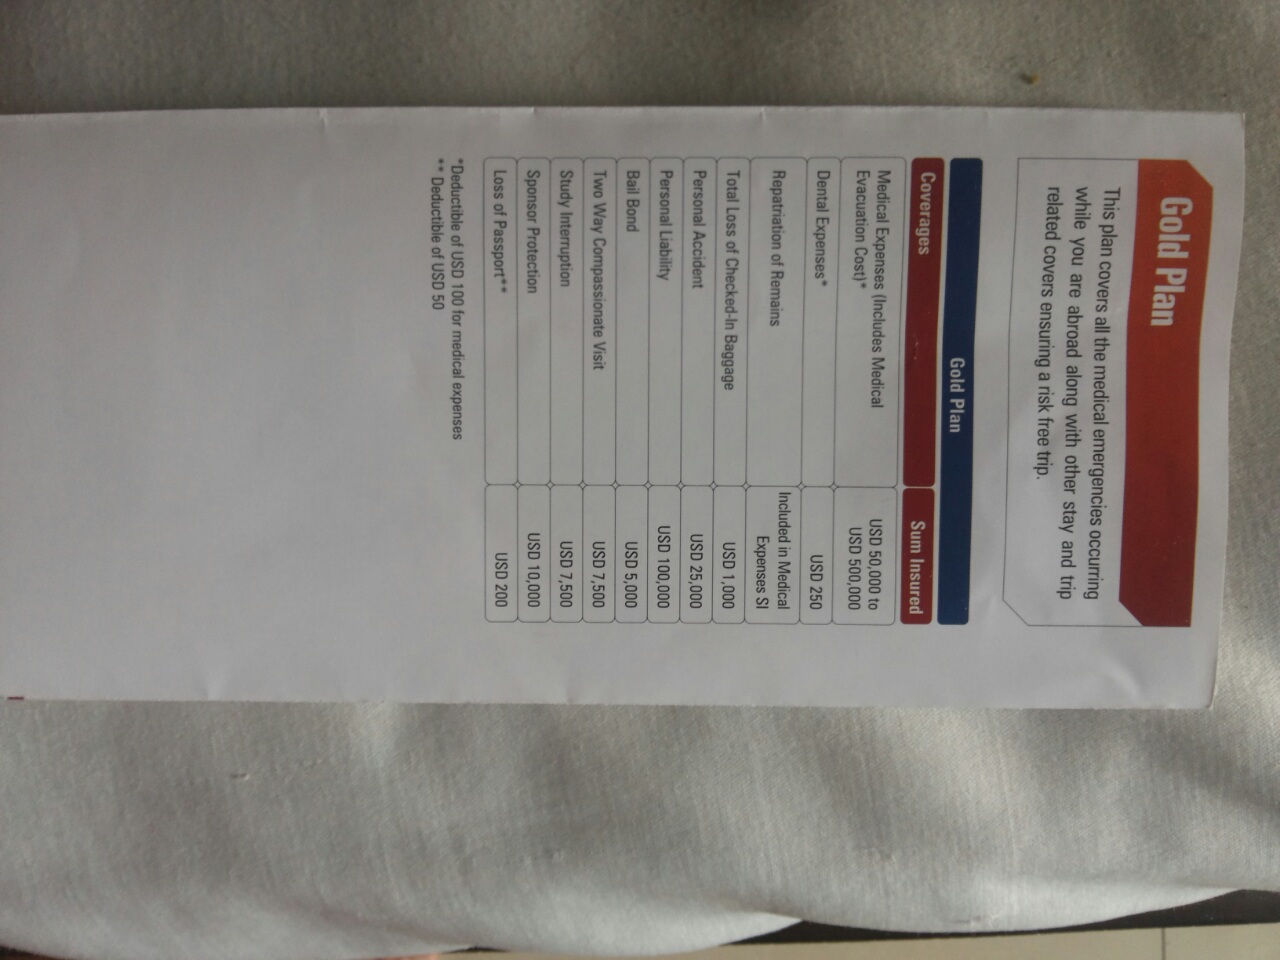 Gold Plan
This plan covers all the medical emergencies occurring
while you are abroad along with other stay and trip
related covers ensuring a risk free trip.
Gold Plan
Coverages Sum Insured
Medical Expenses (Includes Medical
Evacuation Cost)* USD 50,000 to
USD 500,000
Dental Expenses* USD 250
Repatriation of Remains Included in Medical
Expenses SI
Total Loss of Checked-In Baggage USD 1,000
Personal Accident USD 25,000
Personal Liability USD 100,000
Bail Bond USD 5,000
Two Way Compassionate Visit USD 7,500
Study Interruption USD 7,500
Sponsor Protection USD 10,000
Loss of Passport** USD 200
*Deductible of USD 100 for medical expenses
** Deductible of USD 50